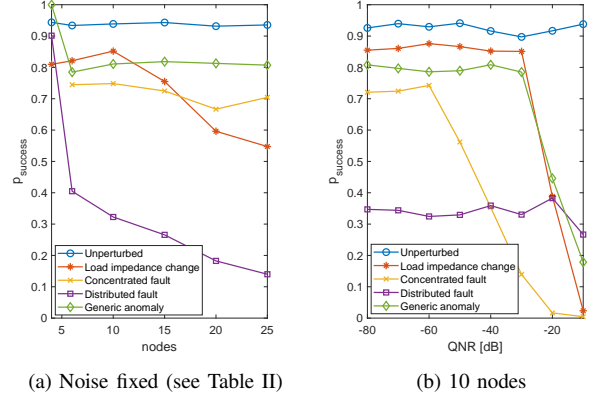 1
0.9
0.8
0.7
0.6
0.5
0.4
0.3
0.2
0.1
0
p success
Unperturbed
Load impedance change
Concentrated fault
Distributed fault
Generic anomaly
5 10 15 20 25
nodes
(a) Noise fixed (see Table II)
1
0.9
0.8
0.7
0.6
0.5
0.4
0.3
0.2
0.1
0
p success
Unperturbed
Load impedance change
Concentrated fault
Distributed fault
Generic anomaly
-80 -60 -40 -20
QNR [dB]
(b) 10 nodes